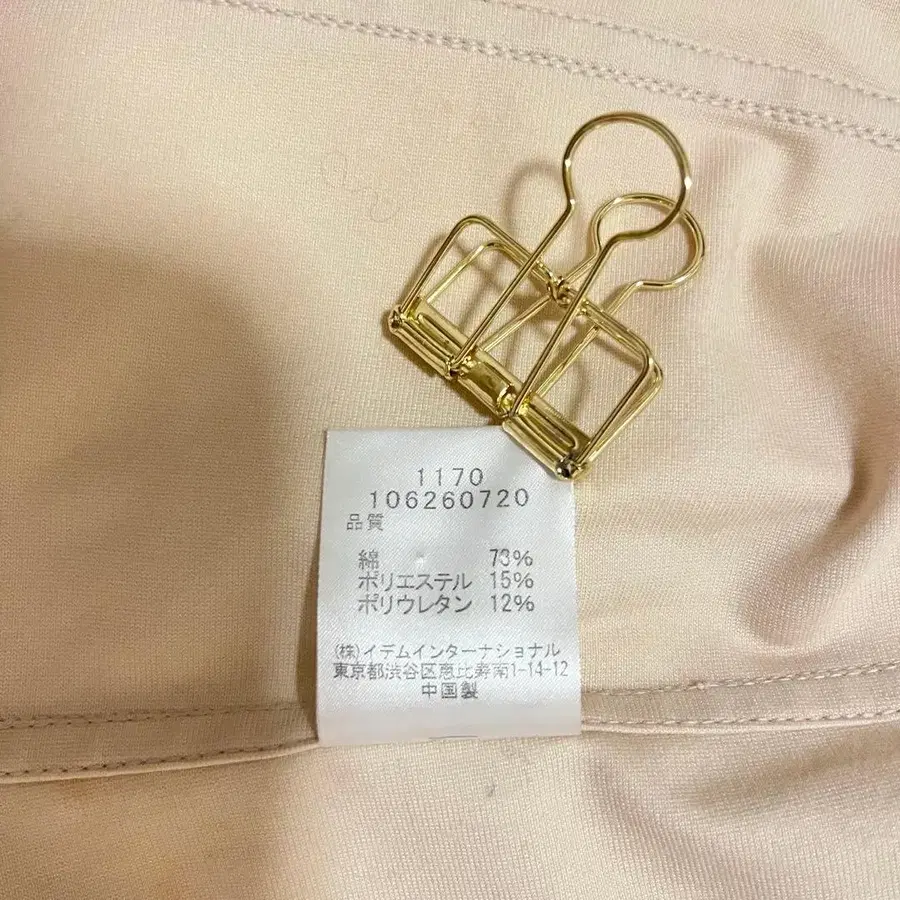 1170
106260720
品質
綿 73%
ポリエステル 15%
ポリウレタン 12%
(株)イデムインターナショナル
東京都渋谷区恵比寿南1-14-12
中国製